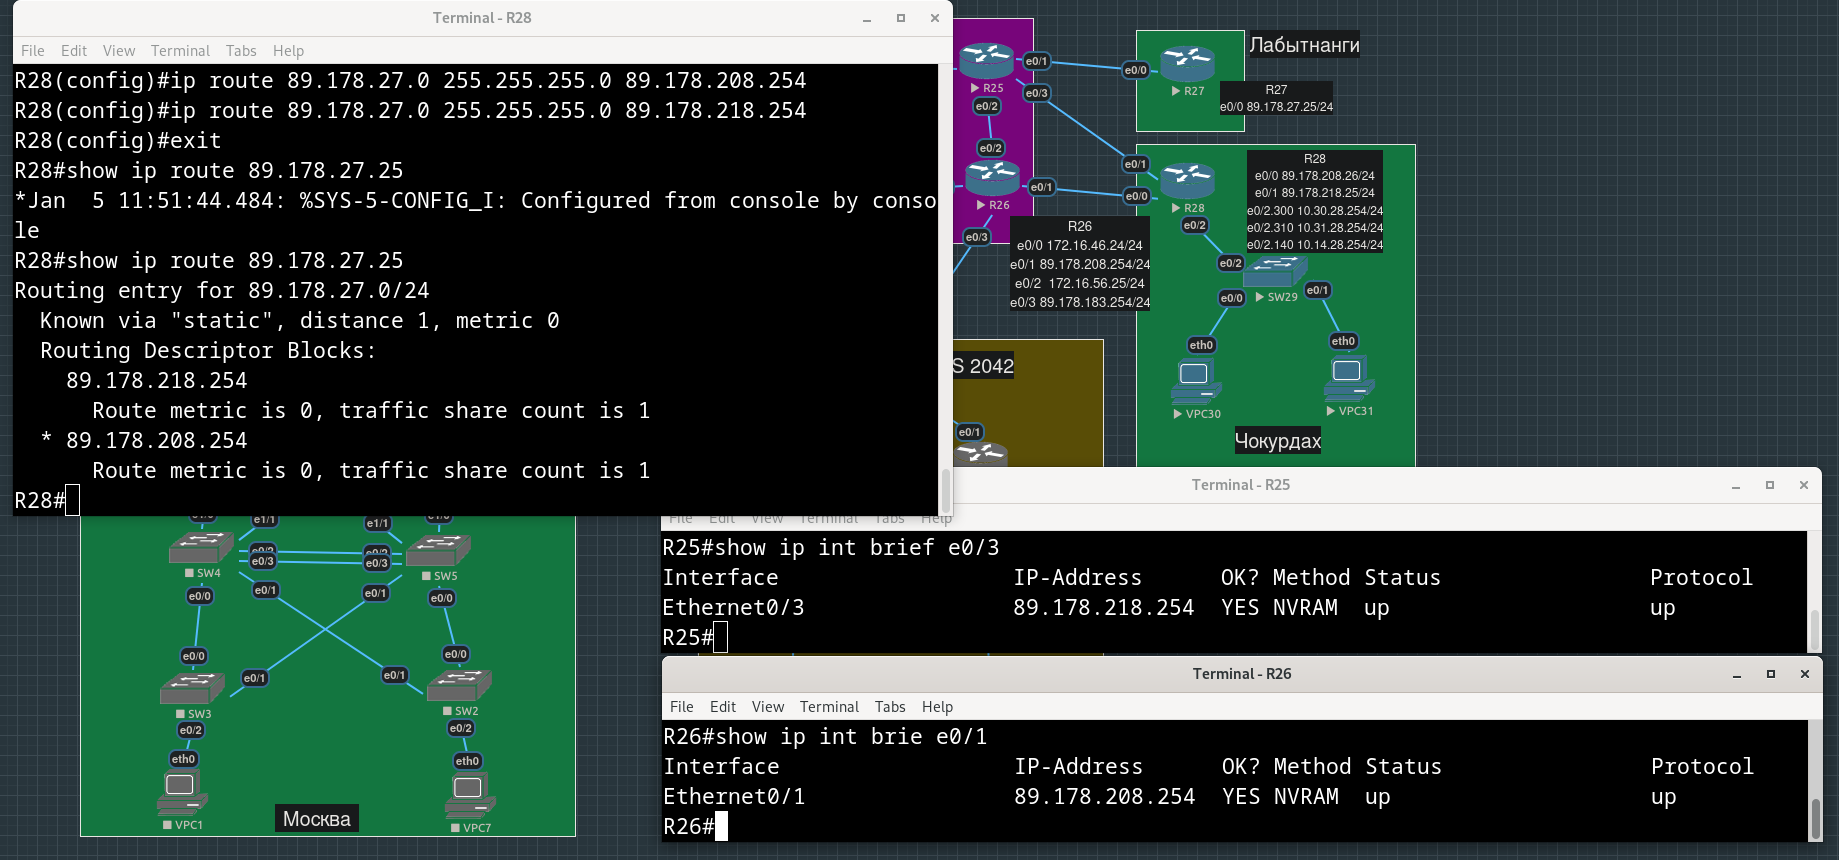 Terminal - R28
File Edit View Terminal Tabs Help
R28(config)#ip route 89.178.27.0 255.255.255.0 89.178.208.254
R28(config)#ip route 89.178.27.0 255.255.255.0 89.178.218.254
R28(config)#exit
R28#show ip route 89.178.27.25
*Jan  5 11:51:44.484: %SYS-5-CONFIG_I: Configured from console by conso
le
R28#show ip route 89.178.27.25
Routing entry for 89.178.27.0/24
  Known via "static", distance 1, metric 0
  Routing Descriptor Blocks:
    89.178.218.254
      Route metric is 0, traffic share count is 1
  * 89.178.208.254
      Route metric is 0, traffic share count is 1
R28#
Лабытнанги
R25
e0/1
e0/0
R27
R27
e0/0 89.178.27.25/24
e0/3
e0/2
e0/2
e0/1
R26
e0/1
e0/0
R28
e0/2
e0/3
R28
e0/0 89.178.208.26/24
e0/1 89.178.218.25/24
e0/2.300 10.30.28.254/24
e0/2.310 10.31.28.254/24
e0/2.140 10.14.28.254/24
R26
e0/0 172.16.46.24/24
e0/1 89.178.208.254/24
e0/2  172.16.56.25/24
e0/3 89.178.183.254/24
e0/2
SW29
e0/0
e0/1
eth0
eth0
VPC30
VPC31
Чокурдах
S 2042
e0/1
Terminal - R25
File Edit View Terminal Tabs Help
R25#show ip int brief e0/3
Interface IP-Address OK? Method Status Protocol
Ethernet0/3 89.178.218.254 YES NVRAM up up
R25#
Terminal - R26
File Edit View Terminal Tabs Help
R26#show ip int brie e0/1
Interface IP-Address OK? Method Status Protocol
Ethernet0/1 89.178.208.254 YES NVRAM up up
R26#
e1/1
e1/1
e0/3
e0/3
SW4
SW5
e0/0
e0/1
e0/1
e0/0
e0/0
e0/0
e0/1
e0/1
SW3
SW2
e0/2
e0/2
eth0
eth0
VPC1
VPC7
Москва